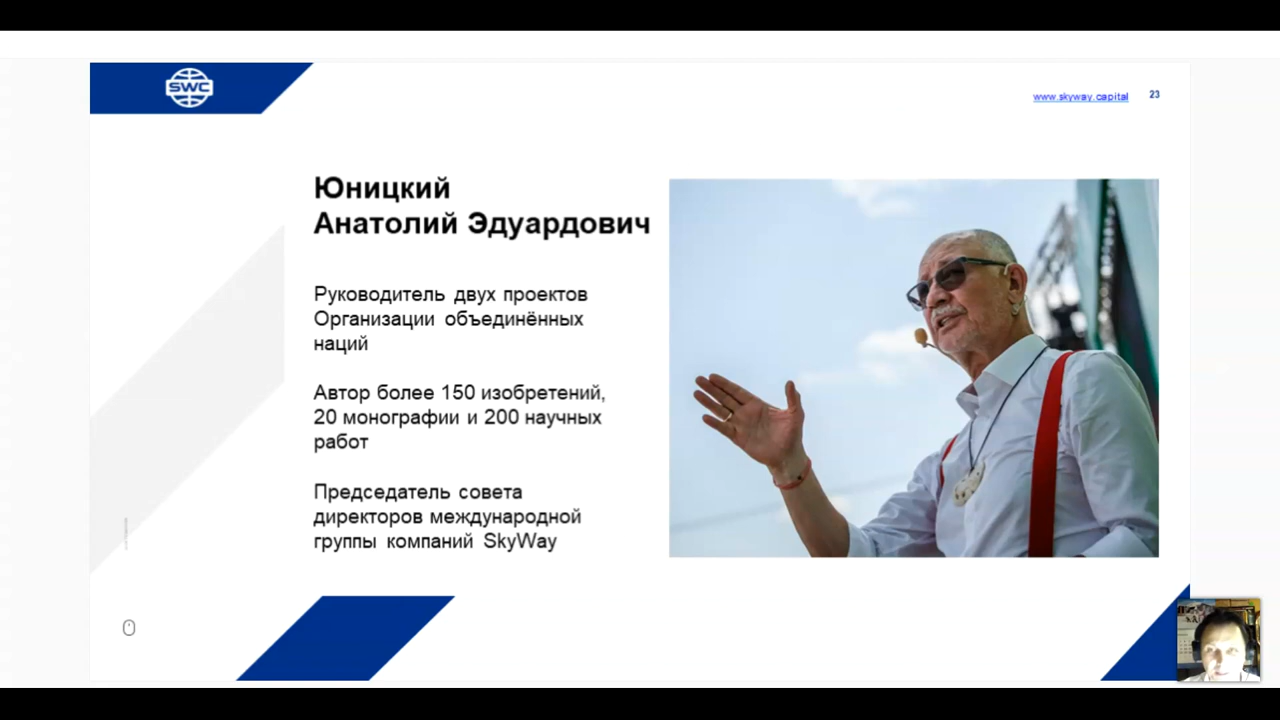 SWC
www.skyway.capital
23
Юницкий
Анатолий Эдуардович
Руководитель двух проектов
Организации объединённых
наций
Автор более 150 изобретений,
20 монографии и 200 научных
работ
Председатель совета
директоров международной
группы компаний SkyWay